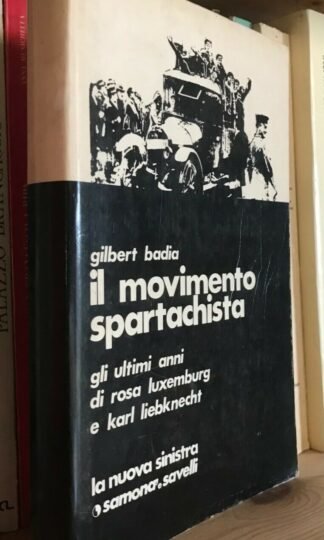 gilbert badia
il movimento
spartachista
gli ultimi anni
di rosa luxemburg
e karl liebknecht
la nuova sinistra
samonà e savelli